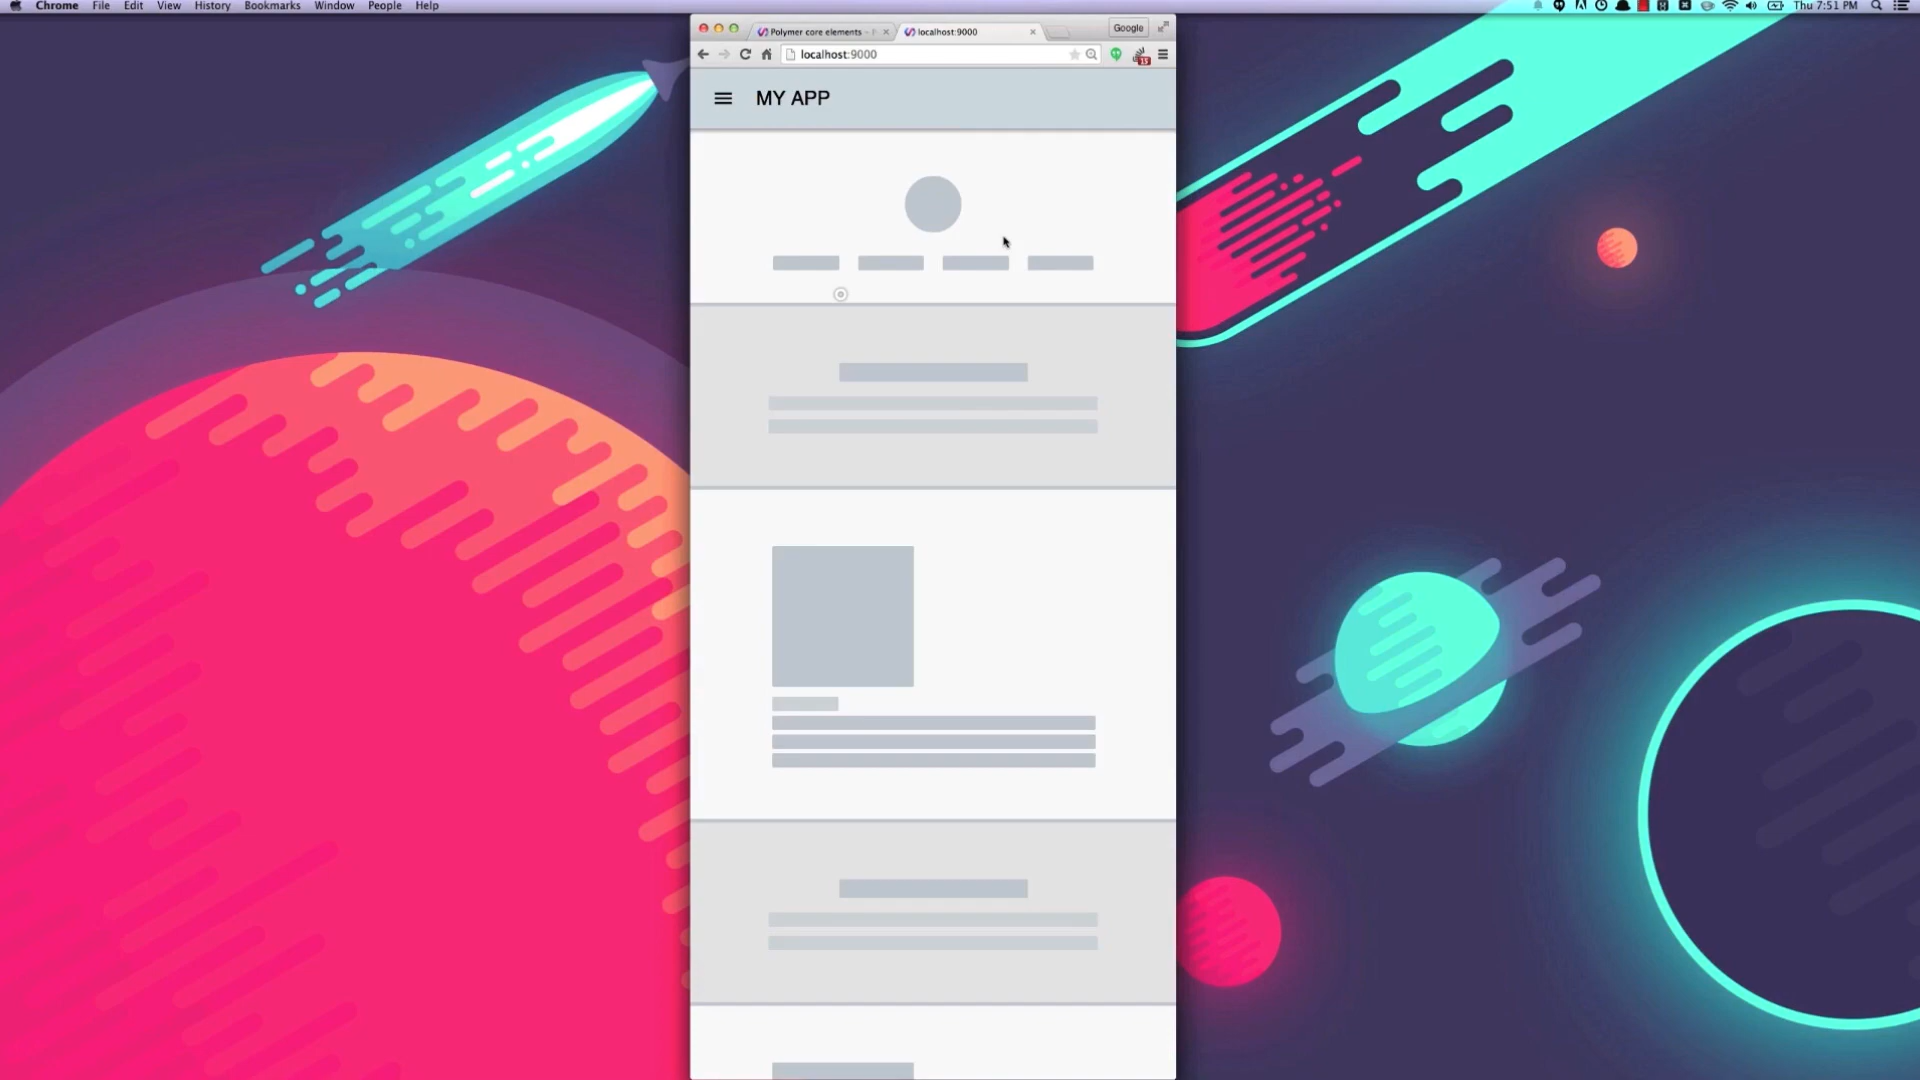 Chrome File Edit View History Bookmarks Window People Help Thu 7:51 PM
Polymer core elements - localhost:9000 Google
localhost:9000 15
MY APP